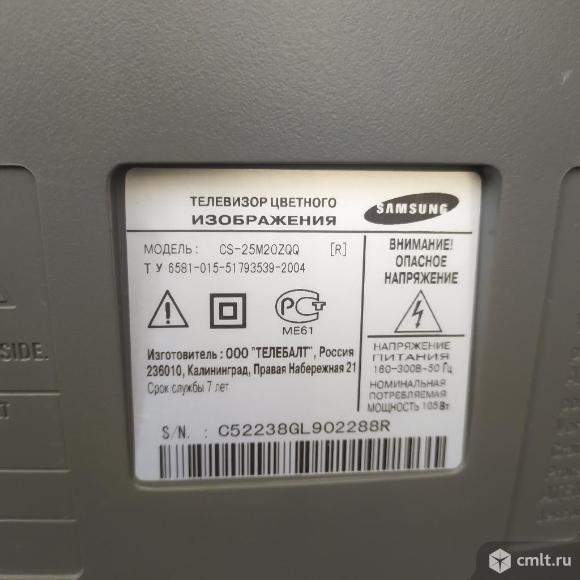 ТЕЛЕВИЗОР ЦВЕТНОГО
ИЗОБРАЖЕНИЯ
SAMSUNG
МОДЕЛЬ: CS-25M20ZQQ [R]
Т У 6581-015-51793539-2004
ME61
Изготовитель: ООО "ТЕЛЕБАЛТ", Россия
236010, Калининград, Правая Набережная 21
Срок службы 7 лет
S/N. : C52238GL902288R
ВНИМАНИЕ!
ОПАСНОЕ
НАПРЯЖЕНИЕ
НАПРЯЖЕНИЕ
ПИТАНИЯ
160-300В~50 Гц
НОМИНАЛЬНАЯ
ПОТРЕБЛЯЕМАЯ
МОЩНОСТЬ 105Вт
SIDE.
cmlt.ru